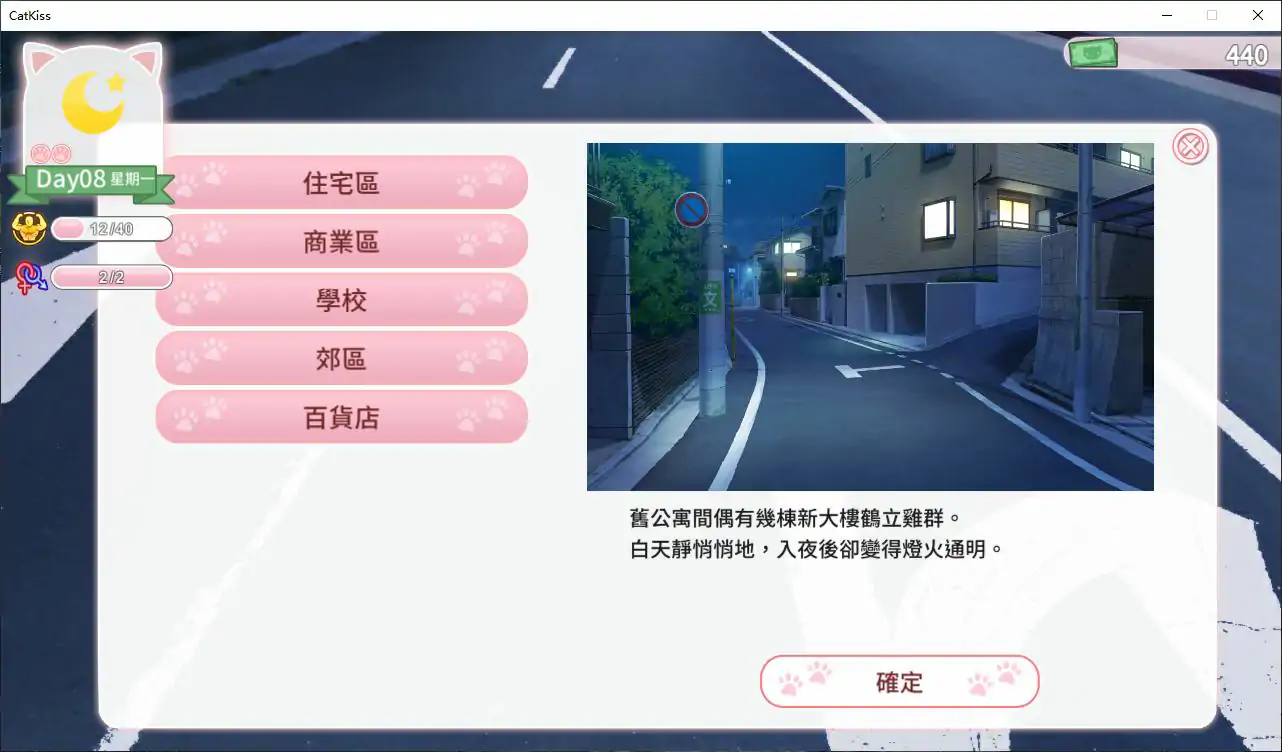 CatKiss
440
Day08 星期一
12/40
2/2
住宅區
商業區
學校
郊區
百貨店
文
舊公寓間偶有幾棟新大樓鶴立雞群。
白天靜悄悄地，入夜後卻變得燈火通明。
確定